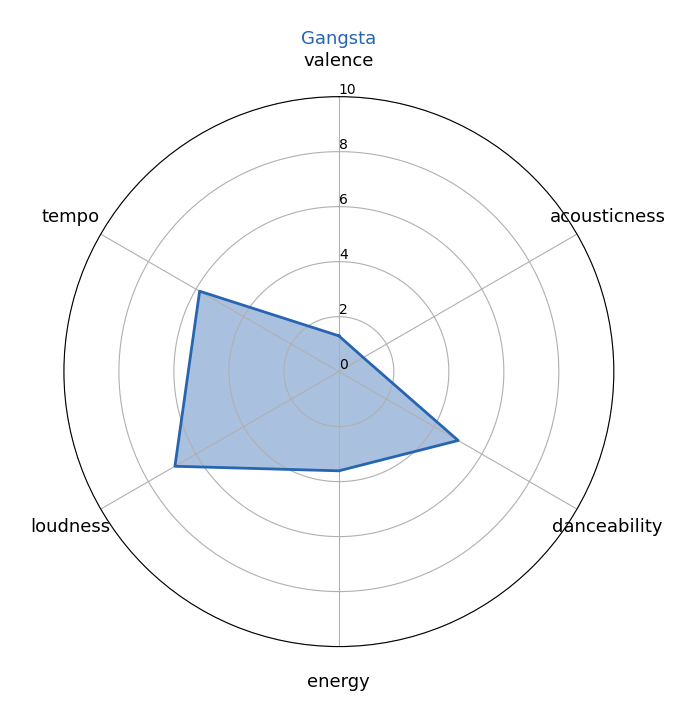 Gangsta
valence
10
8
6
4
2
0
tempo
acousticness
loudness
danceability
energy